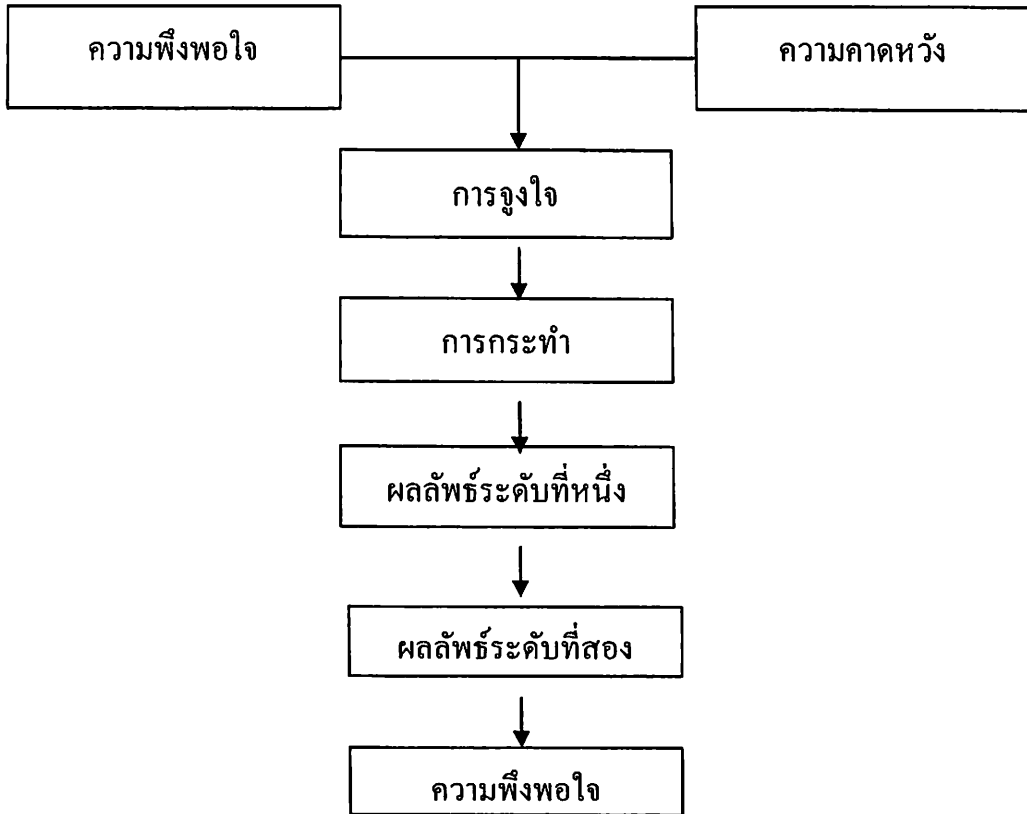 ความพึงพอใจ
ความคาดหวัง
การจูงใจ
การกระทำ
ผลลัพธ์ระดับที่หนึ่ง
ผลลัพธ์ระดับที่สอง
ความพึงพอใจ